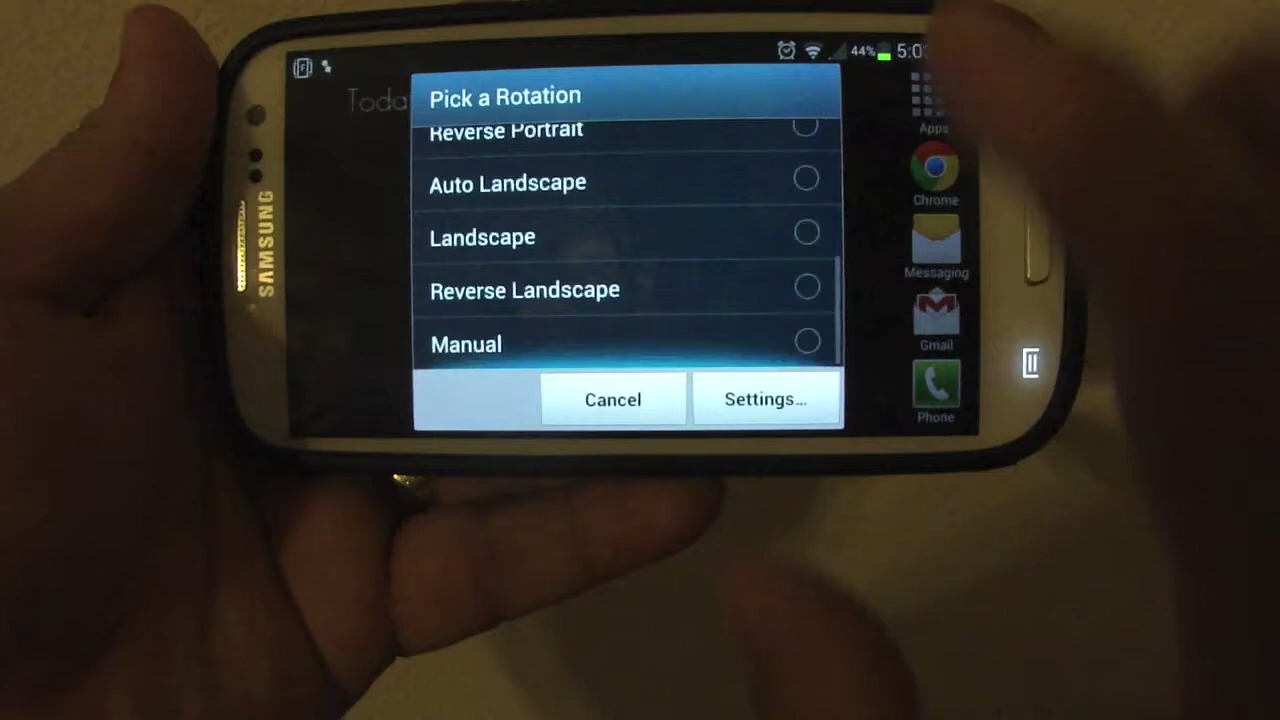 44%
Toda
Pick a Rotation
Reverse Portrait
Auto Landscape
Landscape
Reverse Landscape
Manual
Cancel
Settings...
Apps
Chrome
Messaging
Gmail
Phone
SAMSUNG